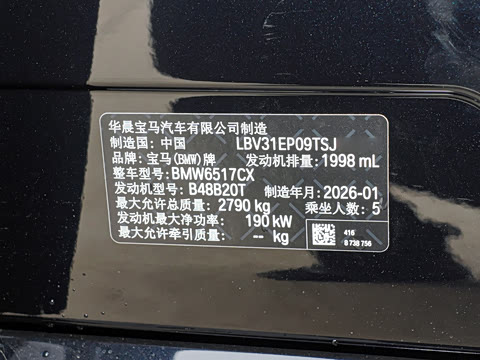 华晨宝马汽车有限公司制造
制造国: 中国 LBV31EP09TSJ
品牌: 宝马(BMW)牌 发动机排量: 1998 mL
整车型号: BMW6517CX
发动机型号: B48B20T 制造年月: 2026-01
最大允许总质量: 2790 kg 乘坐人数: 5
发动机最大净功率: 190 kW
最大允许牵引质量: -- kg
416
8 738 756